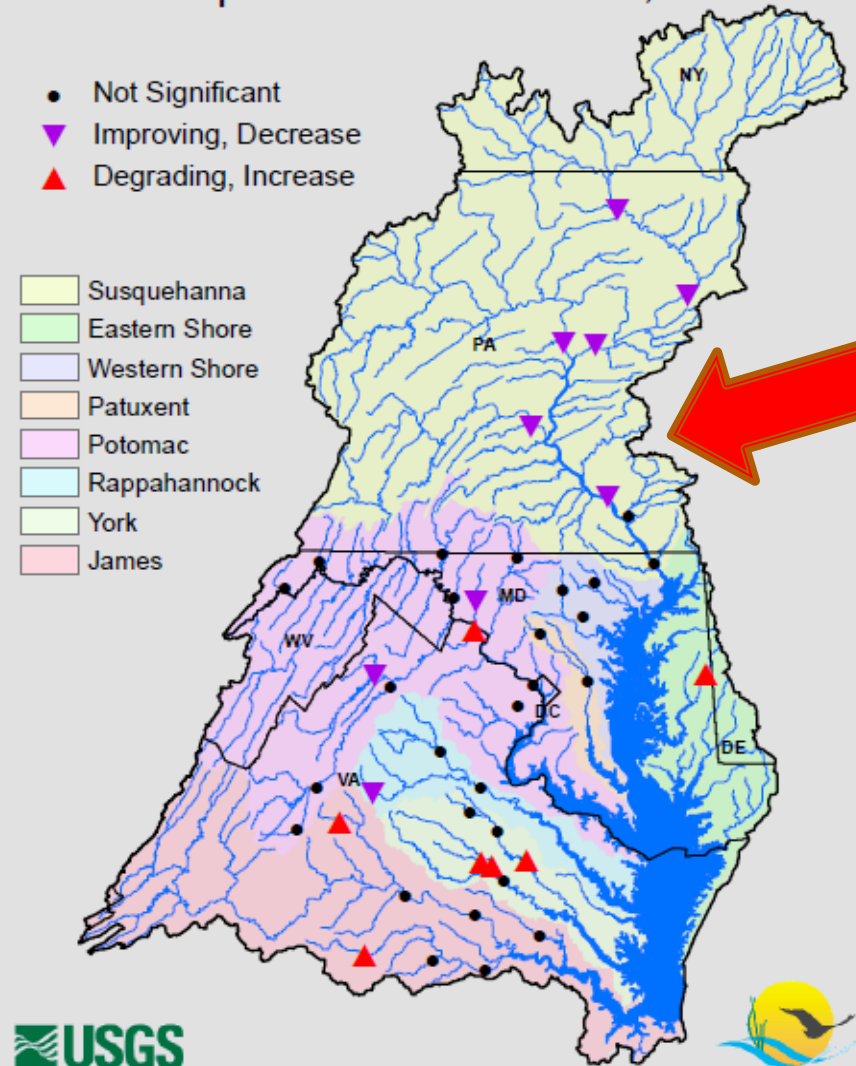 Not Significant
Improving, Decrease
Degrading, Increase
Susquehanna
Eastern Shore
Western Shore
Patuxent
Potomac
Rappahannock
York
James
NY
PA
MD
WV
DC
DE
VA
USGS